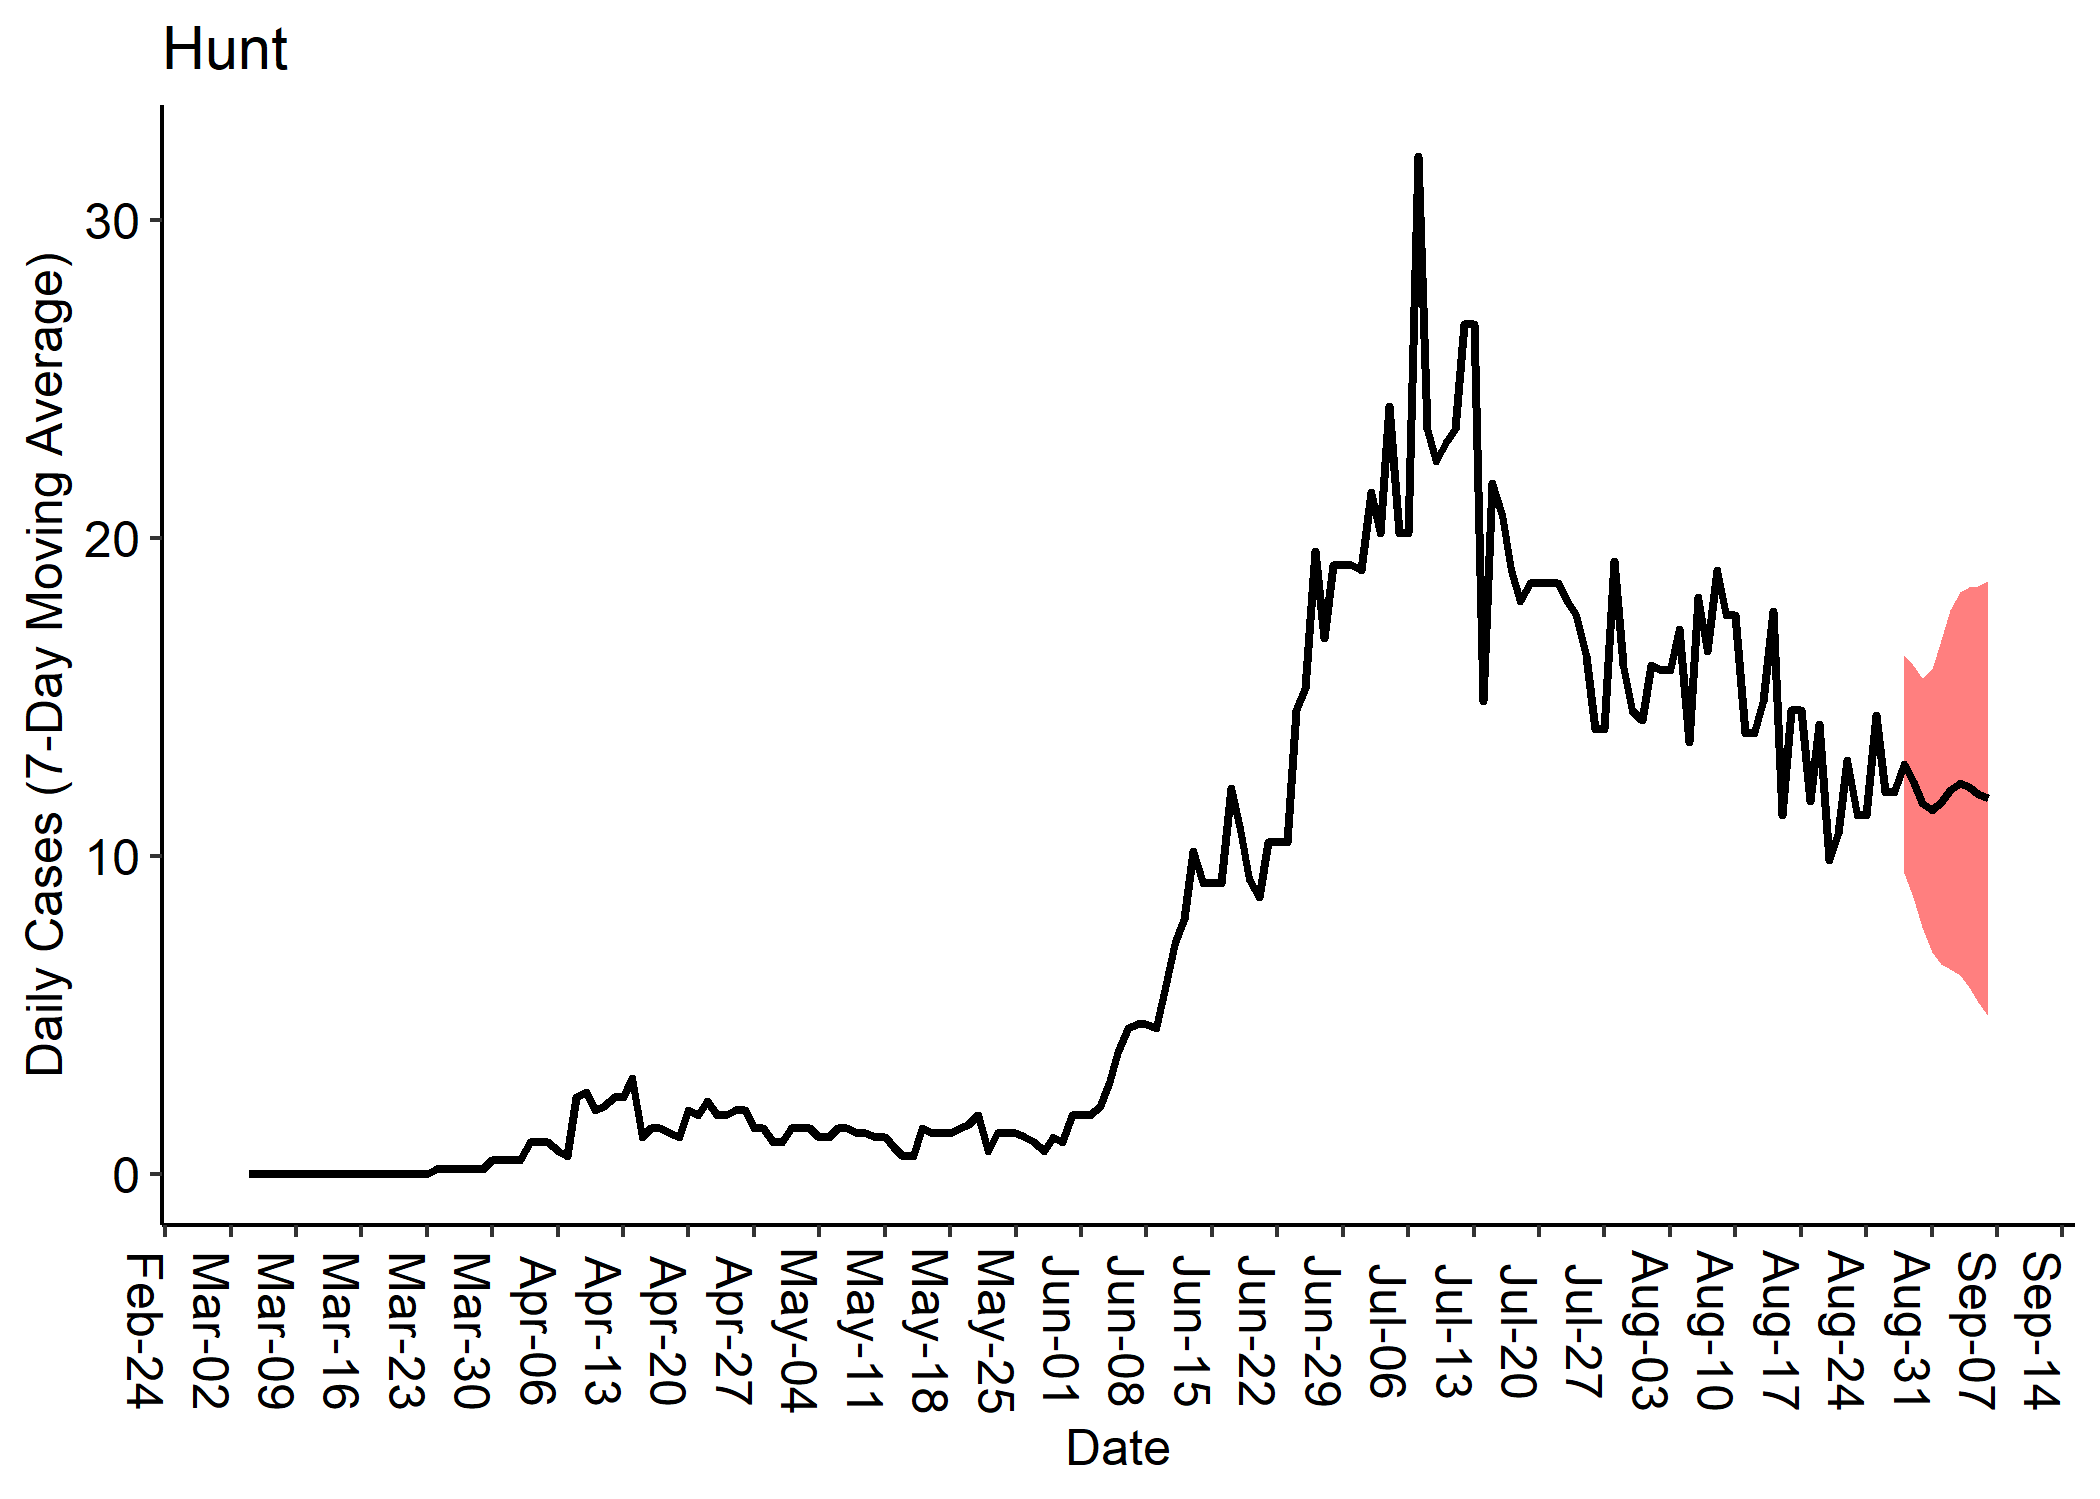 Hunt
Daily Cases (7-Day Moving Average)
30
20
10
0
Feb-24
Mar-02
Mar-09
Mar-16
Mar-23
Mar-30
Apr-06
Apr-13
Apr-20
Apr-27
May-04
May-11
May-18
May-25
Jun-01
Jun-08
Jun-15
Jun-22
Jun-29
Jul-06
Jul-13
Jul-20
Jul-27
Aug-03
Aug-10
Aug-17
Aug-24
Aug-31
Sep-07
Sep-14
Date